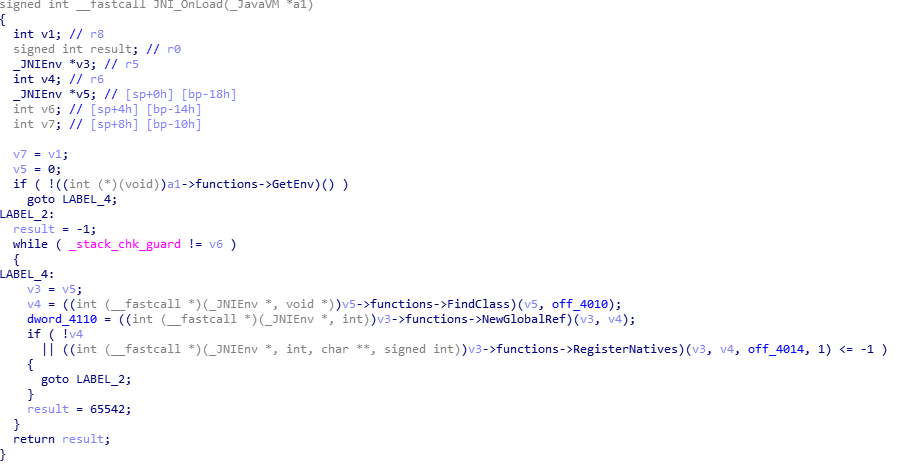 signed int __fastcall JNI_OnLoad(_JavaVM *a1)
{
  int v1; // r8
  signed int result; // r0
  _JNIEnv *v3; // r5
  int v4; // r6
  _JNIEnv *v5; // [sp+0h] [bp-18h]
  int v6; // [sp+4h] [bp-14h]
  int v7; // [sp+8h] [bp-10h]

  v7 = v1;
  v5 = 0;
  if ( !((int (*)(void))a1->functions->GetEnv)() )
    goto LABEL_4;
LABEL_2:
  result = -1;
  while ( _stack_chk_guard != v6 )
  {
LABEL_4:
    v3 = v5;
    v4 = ((int (__fastcall *)(_JNIEnv *, void *))v5->functions->FindClass)(v5, off_4010);
    dword_4110 = ((int (__fastcall *)(_JNIEnv *, int))v3->functions->NewGlobalRef)(v3, v4);
    if ( !v4
      || ((int (__fastcall *)(_JNIEnv *, int, char **, signed int))v3->functions->RegisterNatives)(v3, v4, off_4014, 1) <= -1 )
    {
      goto LABEL_2;
    }
    result = 65542;
  }
  return result;
}